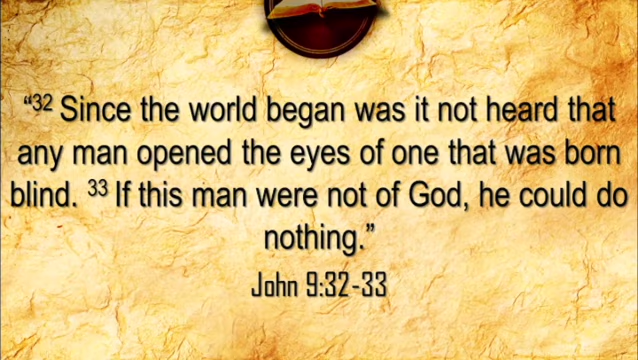 “32 Since the world began was it not heard that
any man opened the eyes of one that was born
blind. 33 If this man were not of God, he could do
nothing.”
John 9:32-33